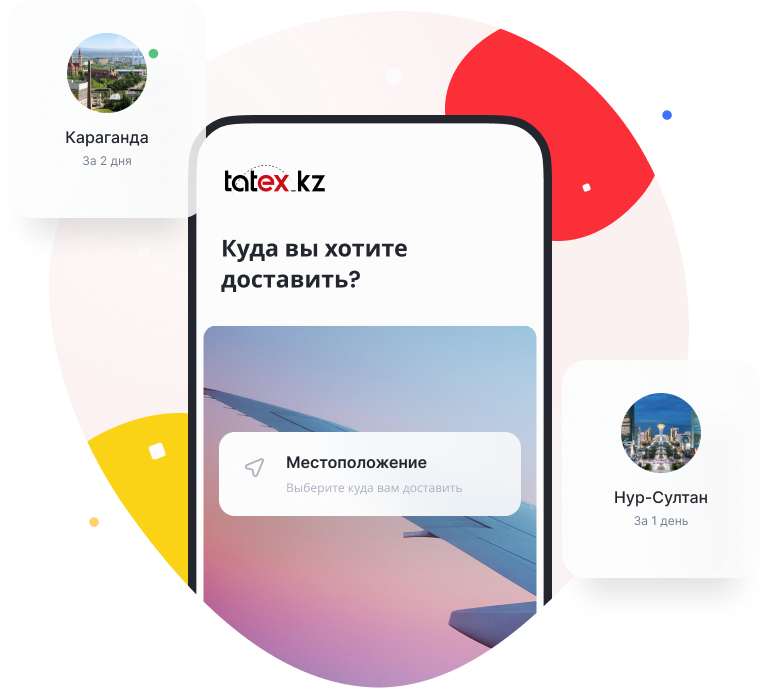 Караганда
За 2 дня
tatex.kz
Куда вы хотите
доставить?
Местоположение
Выберите куда вам доставить
Нур-Султан
За 1 день